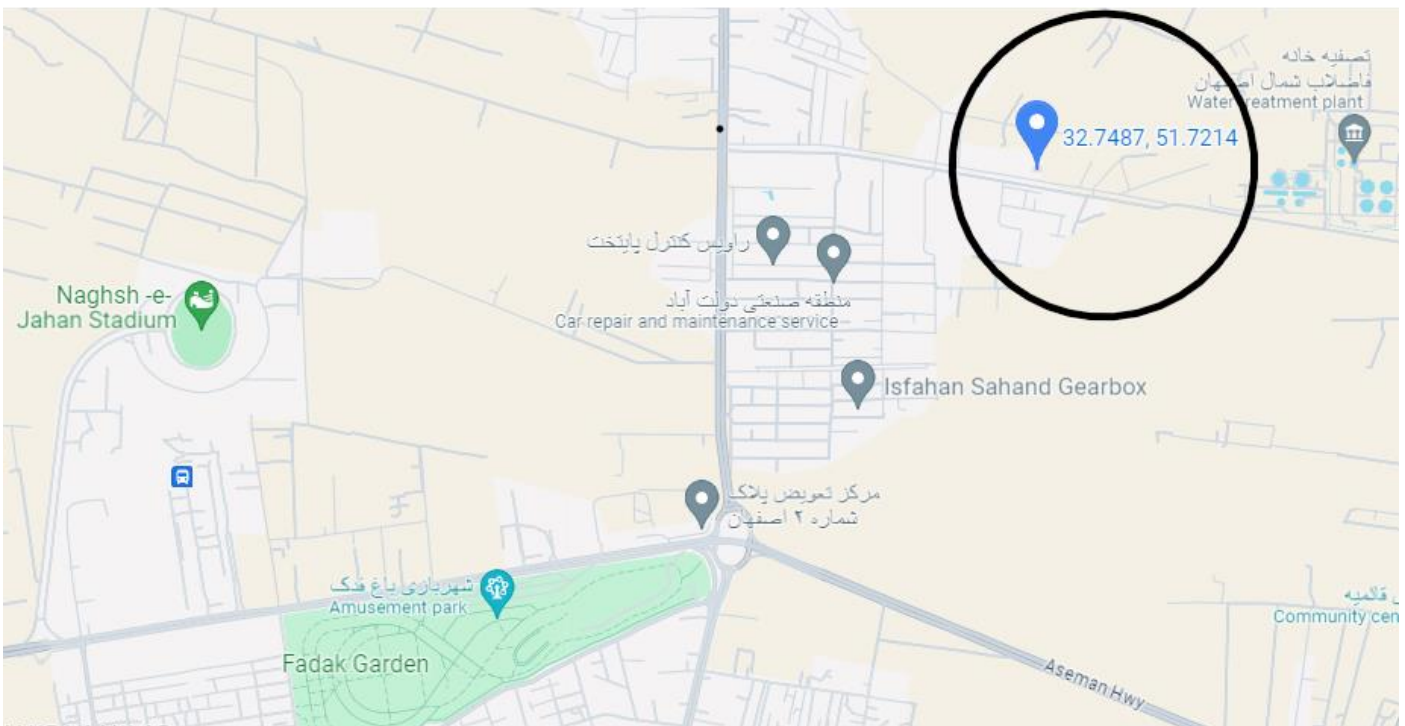 تصفیه خانه
فاضلاب شمال اصفهان
Water treatment plant
32.7487, 51.7214
راویس کنترل پایتخت
منطقه صنعتی دولت آباد
Car repair and maintenance service
Naghsh -e-
Jahan Stadium
Isfahan Sahand Gearbox
مرکز تعویض پلاک
شماره ۲ اصفهان
شهربازی باغ فدک
Amusement park
Fadak Garden
قائمیه
Community cen
Aseman Hwy